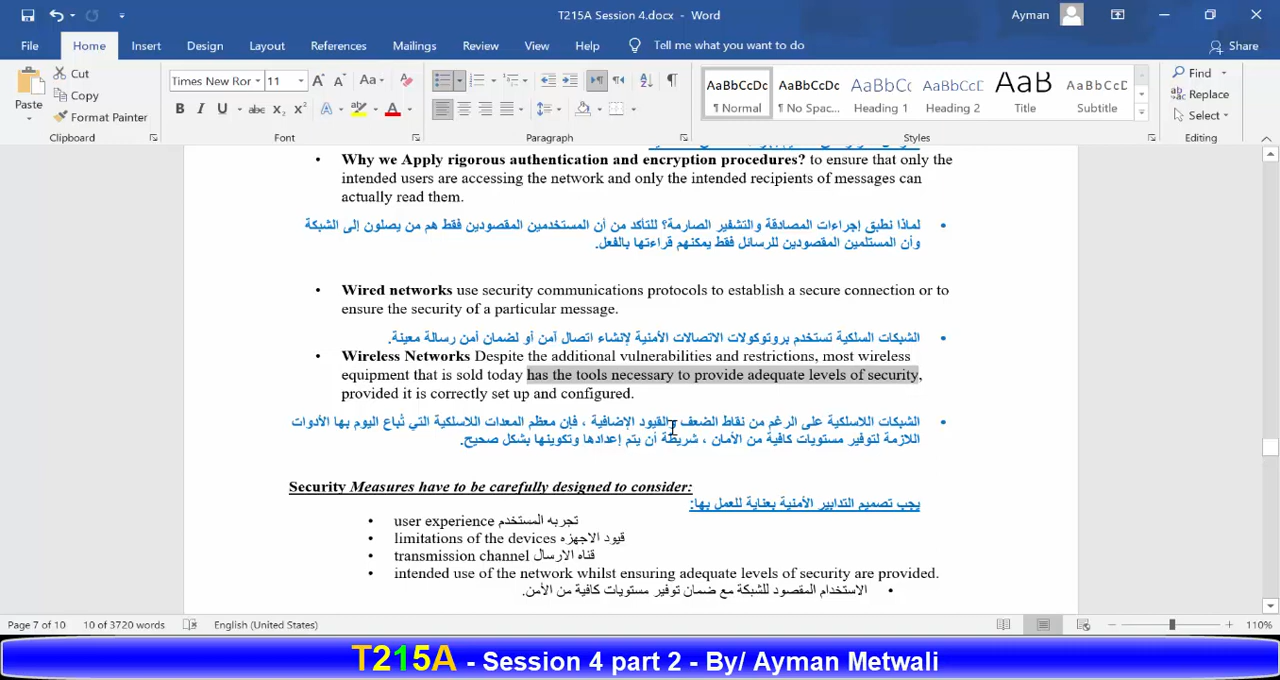 T215A Session 4.docx - Word
Ayman
File Home Insert Design Layout References Mailings Review View Help Tell me what you want to do Share
Paste Cut Copy Format Painter
Times New Ror 11 A A Aa
B I U abc X₂ X² A A
AaBbCcDc AaBbCcDc AaBbCc AaBbCcC AaB AaBbCcD
¶ Normal ¶ No Spac... Heading 1 Heading 2 Title Subtitle
Find Replace Select
Clipboard Font Paragraph Styles Editing
• Why we Apply rigorous authentication and encryption procedures? to ensure that only the
intended users are accessing the network and only the intended recipients of messages can
actually read them.
• لماذا نطبق إجراءات المصادقة والتشفير الصارمة؟ للتأكد من أن المستخدمين المقصودين فقط هم من يصلون إلى الشبكة
وأن المستلمين المقصودين للرسائل فقط يمكنهم قراءتها بالفعل.
• Wired networks use security communications protocols to establish a secure connection or to
ensure the security of a particular message.
• الشبكات السلكية تستخدم بروتوكولات الاتصالات الأمنية لإنشاء اتصال آمن أو لضمان أمن رسالة معينة.
• Wireless Networks Despite the additional vulnerabilities and restrictions, most wireless
equipment that is sold today has the tools necessary to provide adequate levels of security,
provided it is correctly set up and configured.
• الشبكات اللاسلكية على الرغم من نقاط الضعف والقيود الإضافية ، فإن معظم المعدات اللاسلكية التي تُباع اليوم بها الأدوات
اللازمة لتوفير مستويات كافية من الأمان ، شريطة أن يتم إعدادها وتكوينها بشكل صحيح.
Security Measures have to be carefully designed to consider:
يجب تصميم التدابير الأمنية بعناية للعمل بها:
• user experience تجربه المستخدم
• limitations of the devices قيود الاجهزه
• transmission channel قناه الارسال
• intended use of the network whilst ensuring adequate levels of security are provided.
• الاستخدام المقصود للشبكة مع ضمان توفير مستويات كافية من الأمن.
Page 7 of 10 10 of 3720 words English (United States) 110%
T215A - Session 4 part 2 - By/ Ayman Metwali